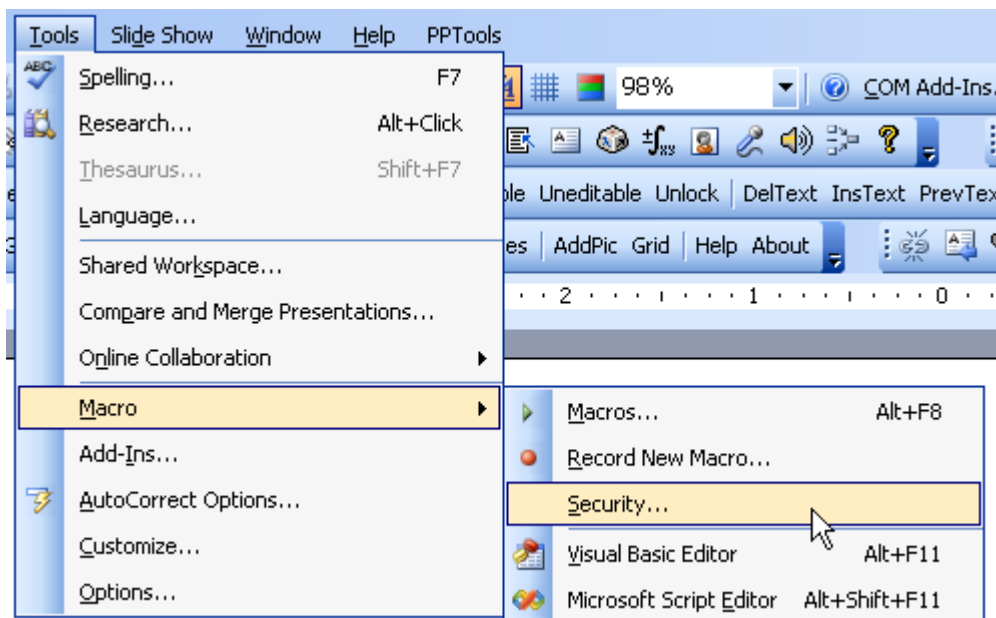 Tools Slide Show Window Help PPTools
ABC Spelling... F7
98% COM Add-Ins.
Research... Alt+Click
Thesaurus... Shift+F7
Uneditable Unlock DelText InsText PrevTex
Language...
AddPic Grid Help About
Shared Workspace...
2 1 0
Compare and Merge Presentations...
Online Collaboration
Macro
Macros... Alt+F8
Add-Ins...
Record New Macro...
AutoCorrect Options...
Security...
Customize...
Visual Basic Editor Alt+F11
Options...
Microsoft Script Editor Alt+Shift+F11